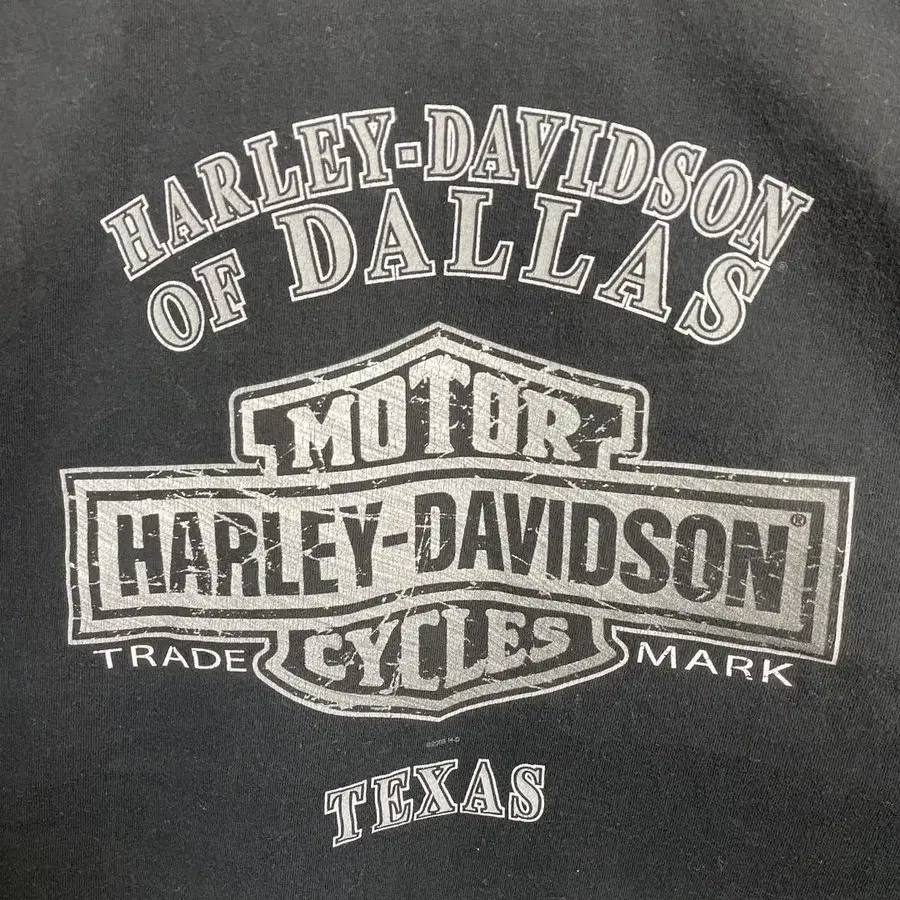 HARLEY-DAVIDSON
OF DALLAS
®
MOTOR
HARLEY-DAVIDSON®
CYCLES
TRADE MARK
TEXAS